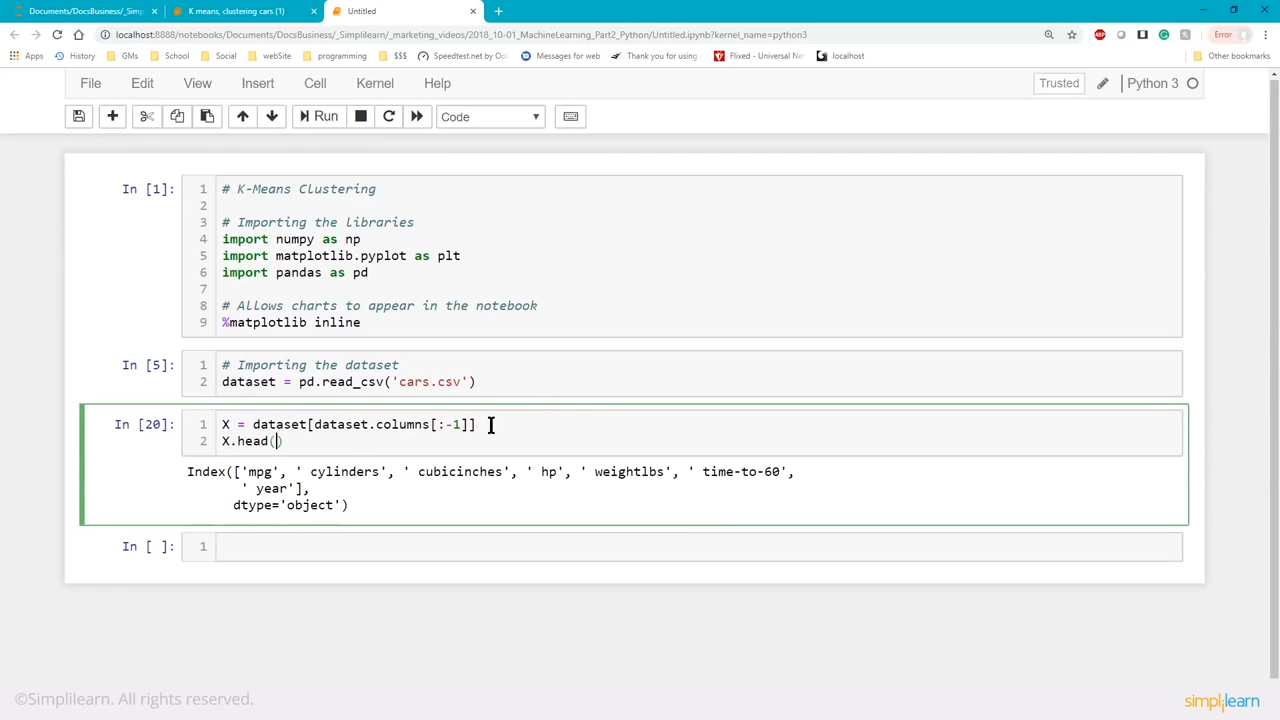 Documents/DocsBusiness/_Simp
K means, clustering cars (1)
Untitled
localhost:8888/notebooks/Documents/DocsBusiness/_Simplilearn/_marketing_videos/2018_10-01_MachineLearning_Part2_Python/Untitled.ipynb?kernel_name=python3
Error
Apps
History
GMs
School
Social
webSite
programming
$$$
Speedtest.net by Oo
Messages for web
Thank you for using
Flixed - Universal Ne
localhost
Other bookmarks
File
Edit
View
Insert
Cell
Kernel
Help
Trusted
Python 3
Run
Code
In [1]:
1 # K-Means Clustering
2
3 # Importing the libraries
4 import numpy as np
5 import matplotlib.pyplot as plt
6 import pandas as pd
7
8 # Allows charts to appear in the notebook
9 %matplotlib inline
In [5]:
1 # Importing the dataset
2 dataset = pd.read_csv('cars.csv')
In [20]:
1 X = dataset[dataset.columns[:-1]]
2 X.head()
Index(['mpg', ' cylinders', ' cubicinches', ' hp', ' weightlbs', ' time-to-60',
' year'],
dtype='object')
In [ ]:
1
©Simplilearn. All rights reserved.
simplilearn